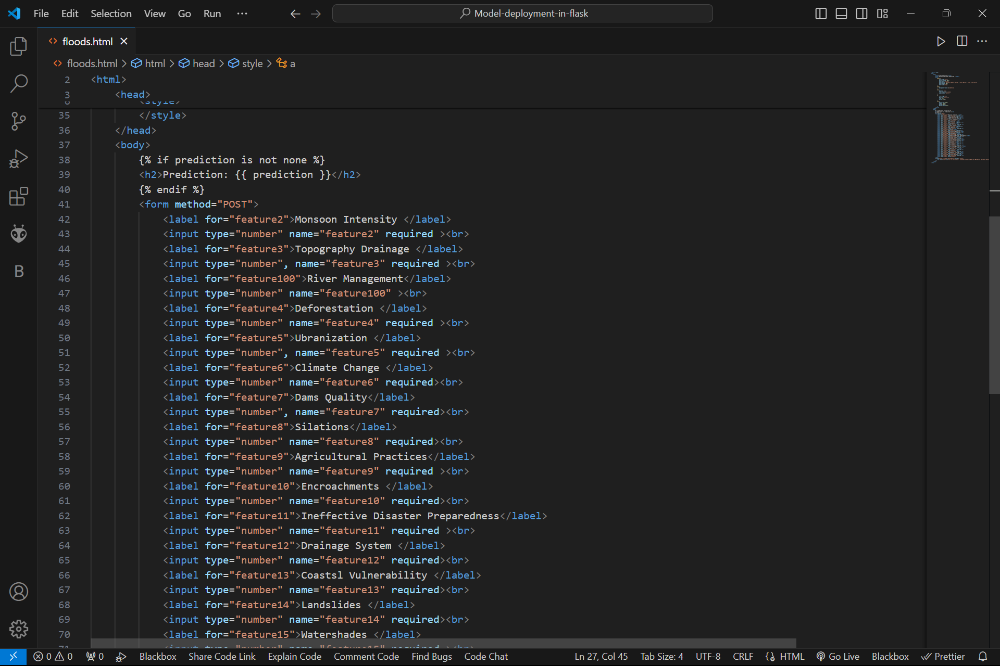 File Edit Selection View Go Run ··· Model-deployment-in-flask
floods.html
floods.html > html > head > style > a
2 <html>
3 <head>
6 <style>
35 </style>
36 </head>
37 <body>
38 {% if prediction is not none %}
39 <h2>Prediction: {{ prediction }}</h2>
40 {% endif %}
41 <form method="POST">
42 <label for="feature2">Monsoon Intensity </label>
43 <input type="number" name="feature2" required ><br>
44 <label for="feature3">Topography Drainage </label>
45 <input type="number", name="feature3" required ><br>
46 <label for="feature100">River Management</label>
47 <input type="number" name="feature100" ><br>
48 <label for="feature4">Deforestation </label>
49 <input type="number" name="feature4" required ><br>
50 <label for="feature5">Ubranization </label>
51 <input type="number", name="feature5" required ><br>
52 <label for="feature6">Climate Change </label>
53 <input type="number" name="feature6" required><br>
54 <label for="feature7">Dams Quality</label>
55 <input type="number", name="feature7" required><br>
56 <label for="feature8">Silations</label>
57 <input type="number" name="feature8" required><br>
58 <label for="feature9">Agricultural Practices</label>
59 <input type="number" name="feature9" required ><br>
60 <label for="feature10">Encroachments </label>
61 <input type="number" name="feature10" required><br>
62 <label for="feature11">Ineffective Disaster Preparedness</label>
63 <input type="number" name="feature11" required ><br>
64 <label for="feature12">Drainage System </label>
65 <input type="number" name="feature12" required><br>
66 <label for="feature13">Coastsl Vulnerability </label>
67 <input type="number" name="feature13" required><br>
68 <label for="feature14">Landslides </label>
69 <input type="number" name="feature14" required><br>
70 <label for="feature15">Watershades </label>
B
0 0 0 Blackbox Share Code Link Explain Code Comment Code Find Bugs Code Chat Ln 27, Col 45 Tab Size: 4 UTF-8 CRLF HTML Go Live Blackbox Prettier